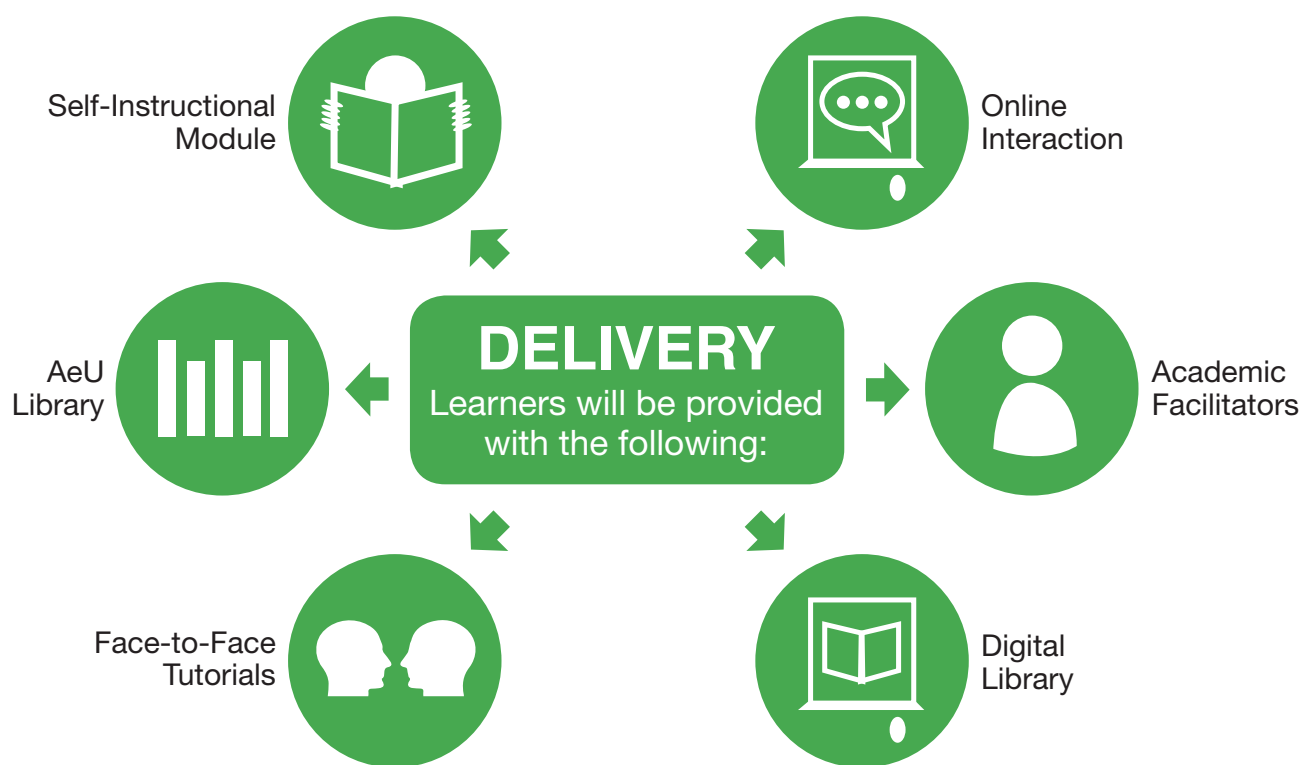 Self-Instructional
Module
Online
Interaction
AeU
Library
DELIVERY
Learners will be provided
with the following:
Academic
Facilitators
Face-to-Face
Tutorials
Digital
Library